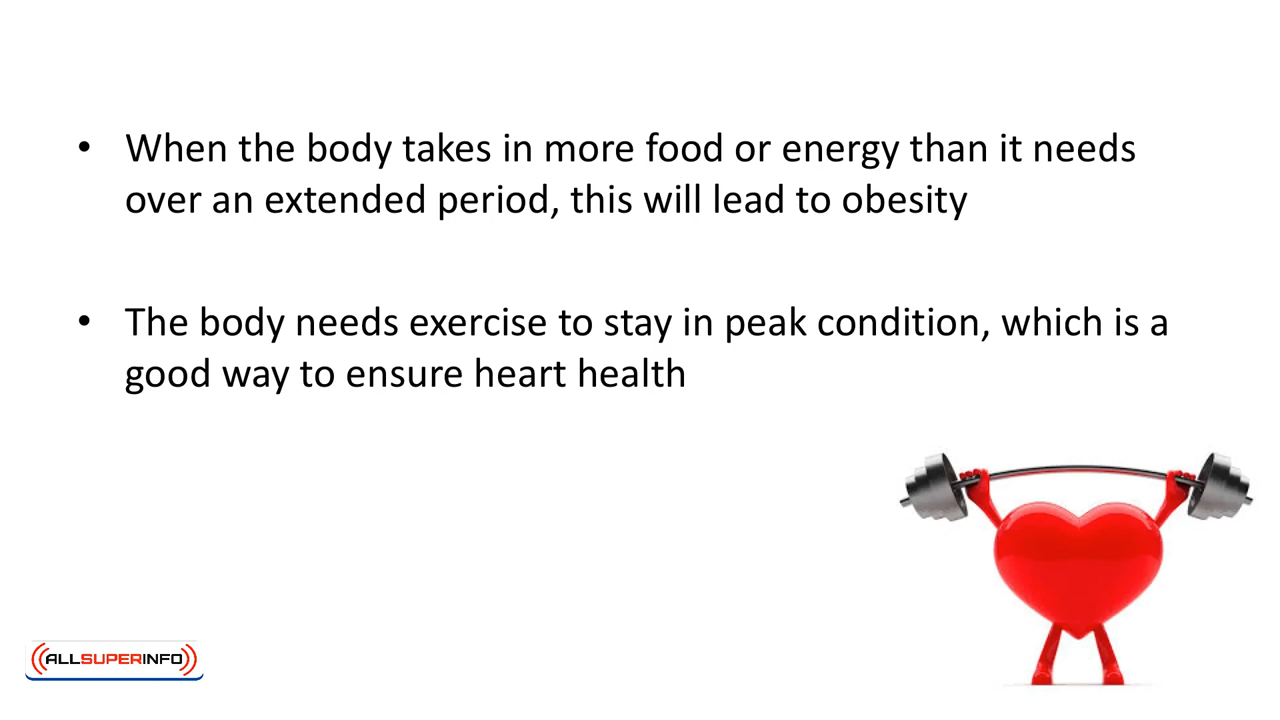 • When the body takes in more food or energy than it needs
over an extended period, this will lead to obesity
• The body needs exercise to stay in peak condition, which is a
good way to ensure heart health
ALLSUPERINFO